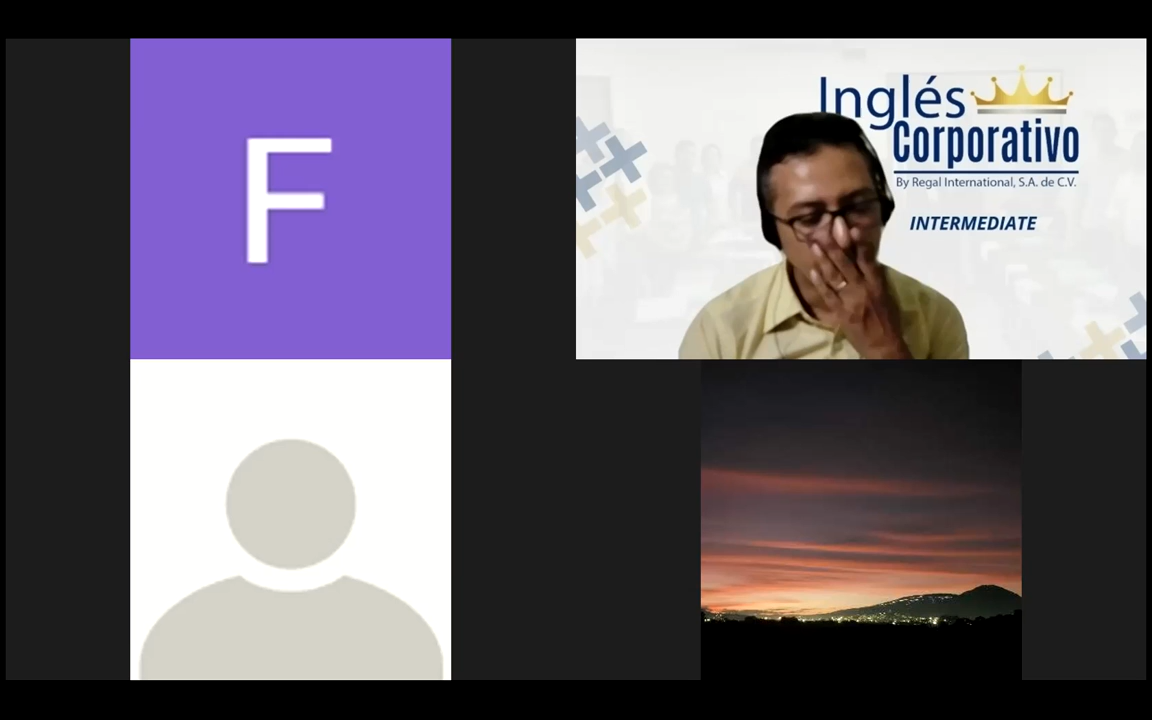 F
Inglés
Corporativo
By Regal International, S.A. de C.V.
INTERMEDIATE